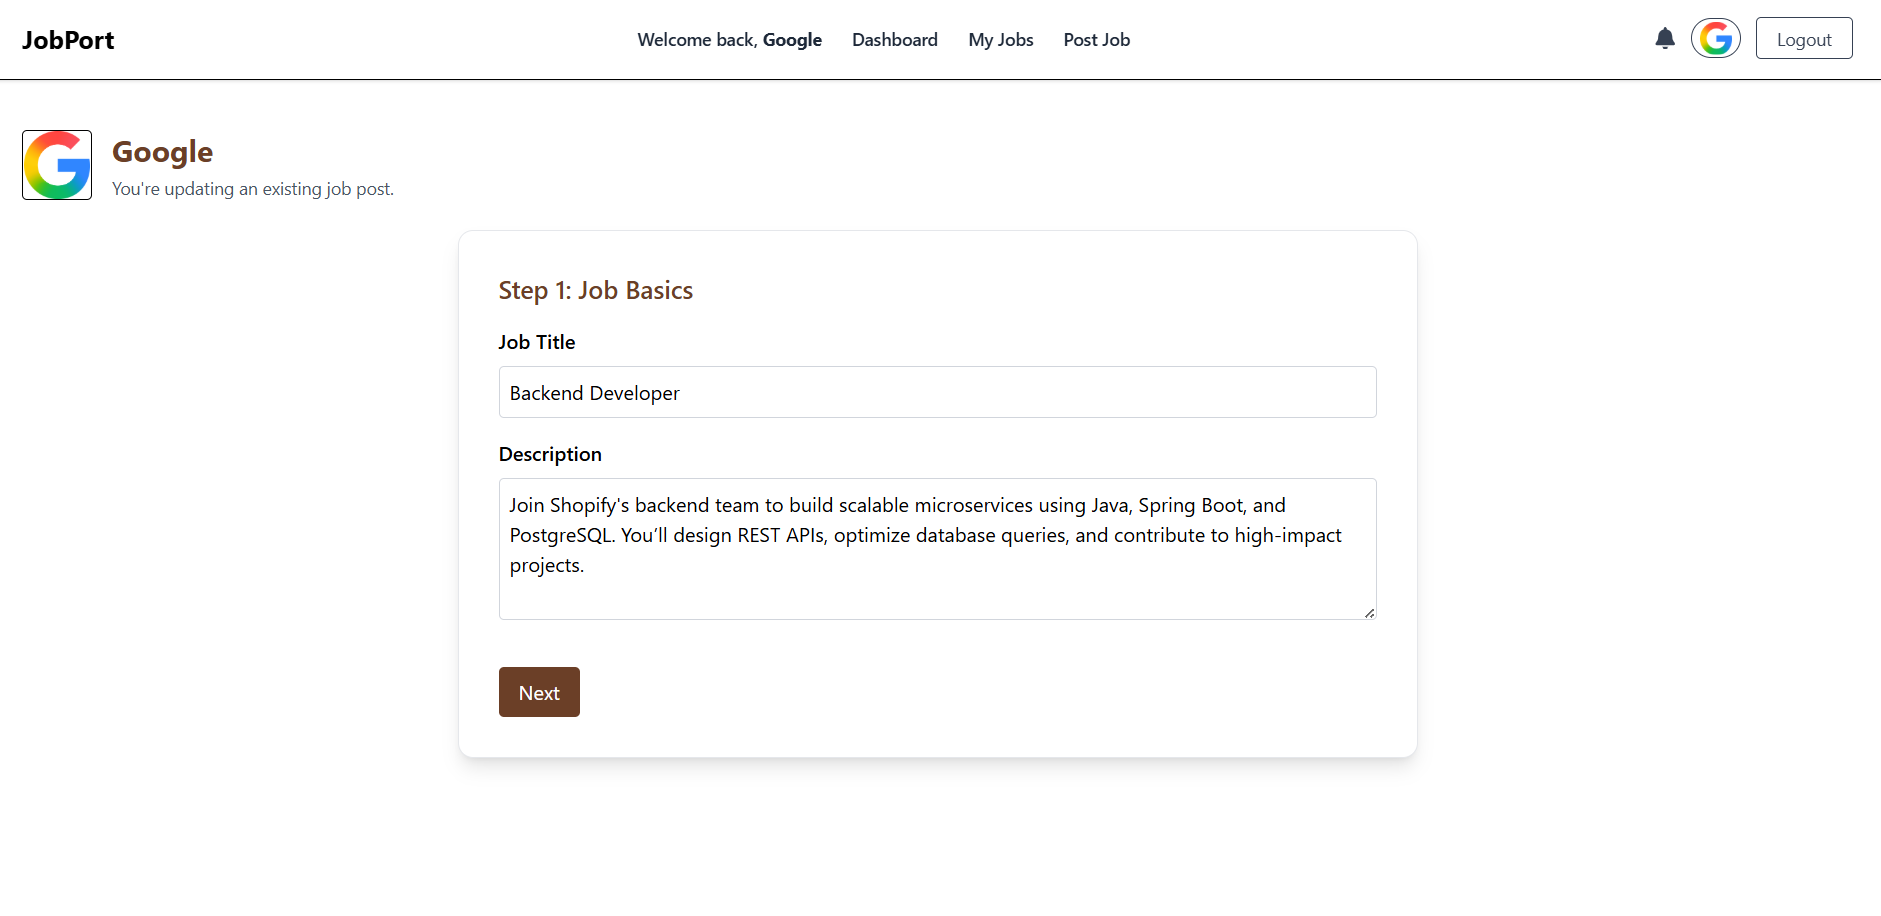 JobPort
Welcome back, Google
Dashboard
My Jobs
Post Job
Logout
Google
You're updating an existing job post.
Step 1: Job Basics
Job Title
Backend Developer
Description
Join Shopify's backend team to build scalable microservices using Java, Spring Boot, and
PostgreSQL. You’ll design REST APIs, optimize database queries, and contribute to high-impact
projects.
Next